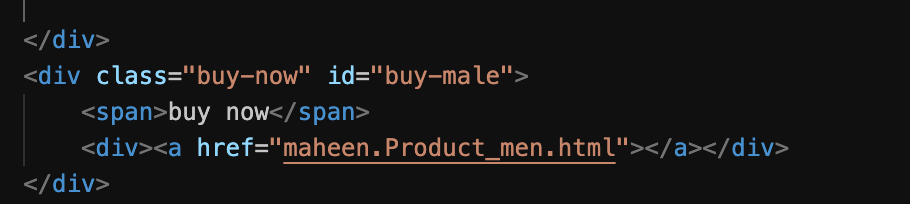 </div>
<div class="buy-now" id="buy-male">
<span>buy now</span>
<div><a href="maheen.Product_men.html"></a></div>
</div>